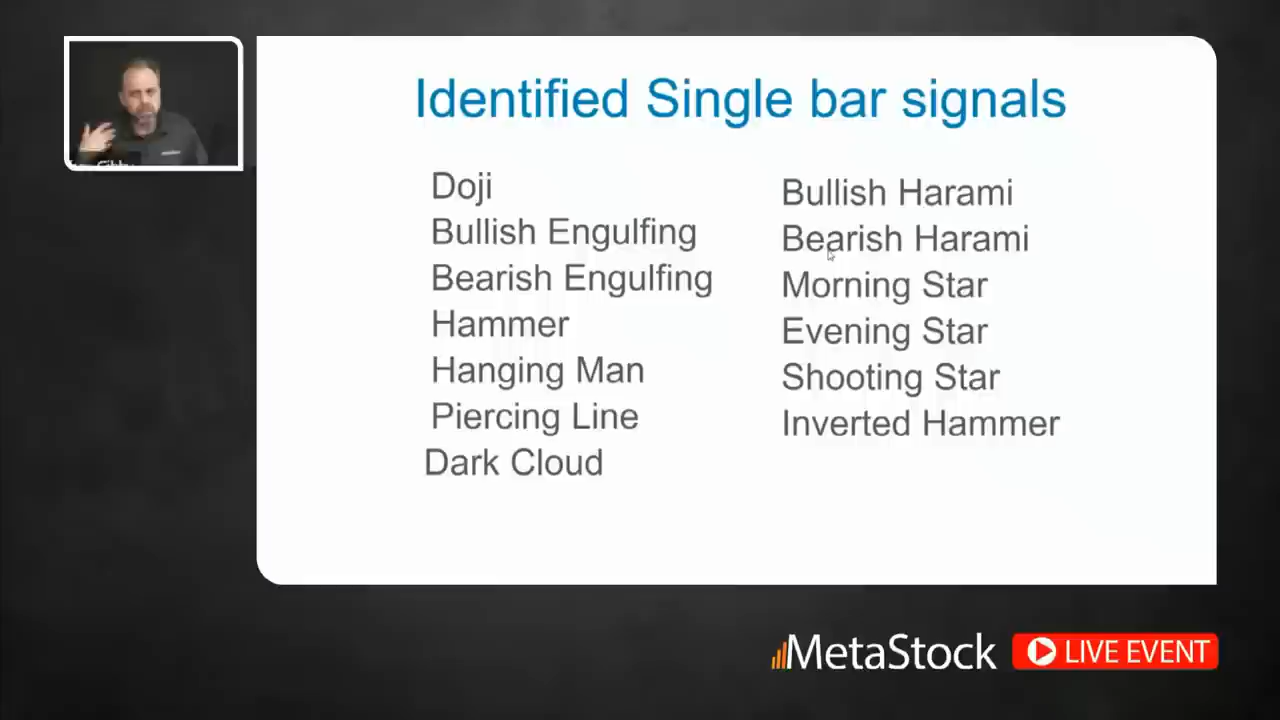 Identified Single bar signals
Doji
Bullish Engulfing
Bearish Engulfing
Hammer
Hanging Man
Piercing Line
Dark Cloud
Bullish Harami
Bearish Harami
Morning Star
Evening Star
Shooting Star
Inverted Hammer
MetaStock
LIVE EVENT